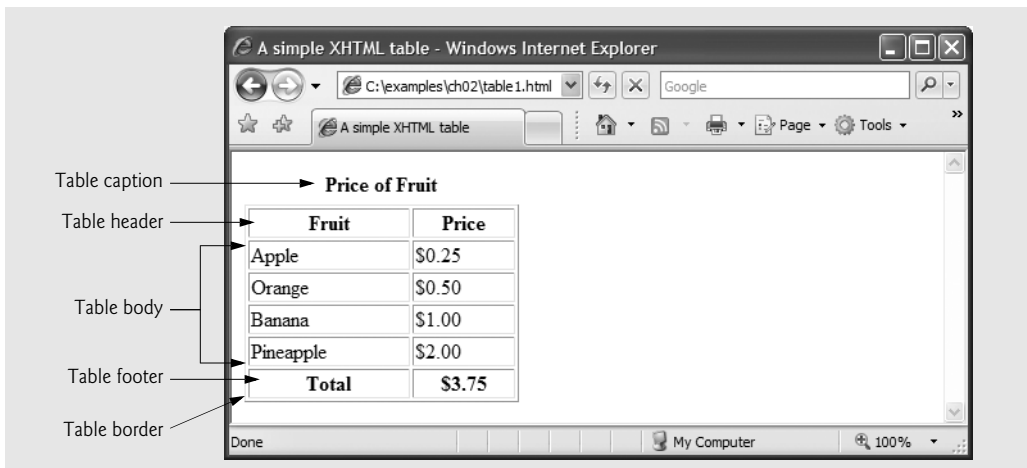 A simple XHTML table - Windows Internet Explorer
C:\examples\ch02\table1.html
Google
A simple XHTML table
Page
Tools
Table caption
Price of Fruit
Table header
Fruit Price
Apple $0.25
Orange $0.50
Table body
Banana $1.00
Pineapple $2.00
Table footer
Total $3.75
Table border
Done My Computer 100%